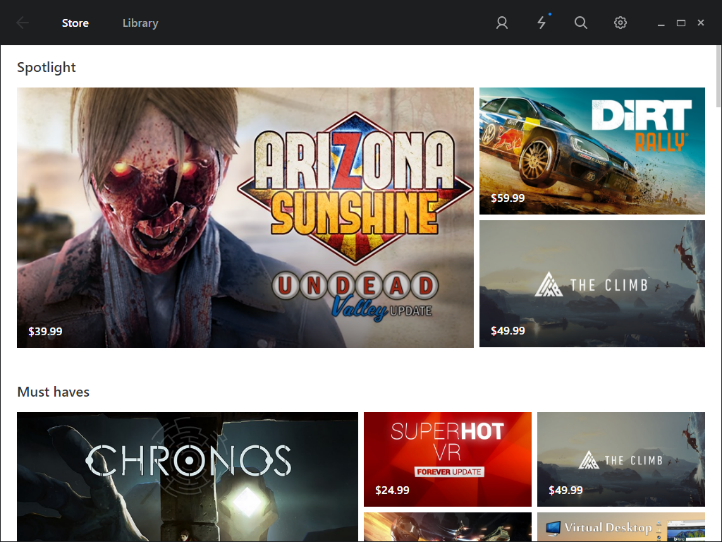 Store
Library
Spotlight
ARIZONA
SUNSHINE
UNDEAD
Valley UPDATE
$39.99
DiRT
RALLY
$59.99
THE CLIMB
$49.99
Must haves
CHRONOS
SUPERHOT
VR
FOREVER UPDATE
$24.99
THE CLIMB
$49.99
Virtual Desktop